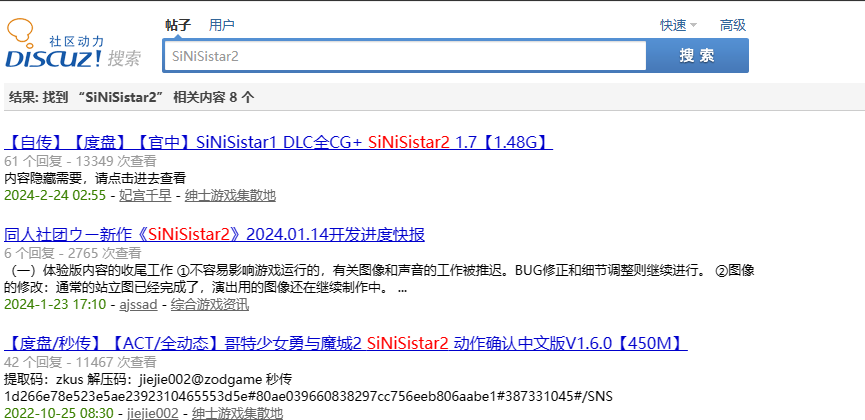 帖子 用户 快速 高级
社区动力
DISCUZ! 搜索
SiNiSistar2 搜索
结果: 找到 “SiNiSistar2” 相关内容 8 个
【自传】【度盘】【官中】SiNiSistar1 DLC全CG+ SiNiSistar2 1.7【1.48G】
61 个回复 - 13349 次查看
内容隐藏需要，请点击进去查看
2024-2-24 02:55 - 妃宫千早 - 绅士游戏集散地
同人社团ウー新作《SiNiSistar2》2024.01.14开发进度快报
6 个回复 - 2765 次查看
（一）体验版内容的收尾工作 ①不容易影响游戏运行的，有关图像和声音的工作被推迟。BUG修正和细节调整则继续进行。 ②图像
的修改：通常的站立图已经完成了，演出用的图像还在继续制作中。 ...
2024-1-23 17:10 - ajssad - 综合游戏资讯
【度盘/秒传】【ACT/全动态】哥特少女勇与魔城2 SiNiSistar2 动作确认中文版V1.6.0【450M】
42 个回复 - 11467 次查看
提取码：zkus 解压码：jiejie002@zodgame 秒传
1d266e78e523e5ae2392310465553d5e#80ae039660838297cc756eeb806aabe1#387331045#/SNS
2022-10-25 08:30 - jiejie002 - 绅士游戏集散地